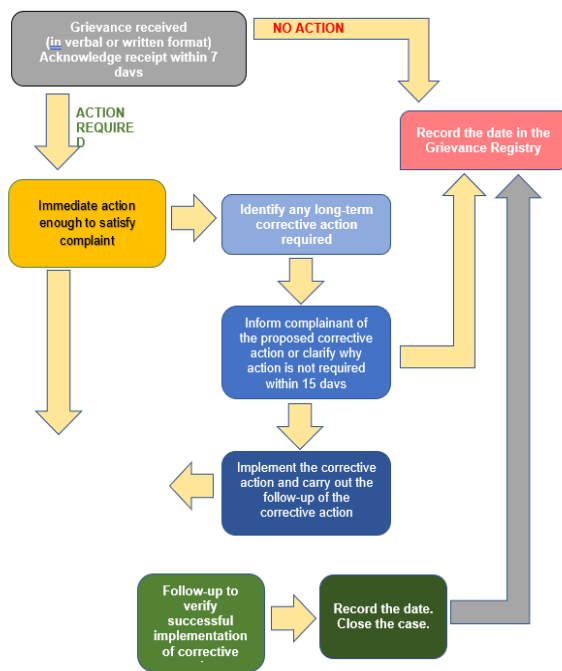 Grievance received
(in verbal or written format)
Acknowledge receipt within 7
days
NO ACTION
ACTION
REQUIRE
D
Record the date in the
Grievance Registry
Immediate action
enough to satisfy
complaint
Identify any long-term
corrective action
required
Inform complainant of
the proposed corrective
action or clarify why
action is not required
within 15 days
Implement the corrective
action and carry out the
follow-up of the
corrective action
Follow-up to
verify
successful
implementation
of corrective
Record the date.
Close the case.